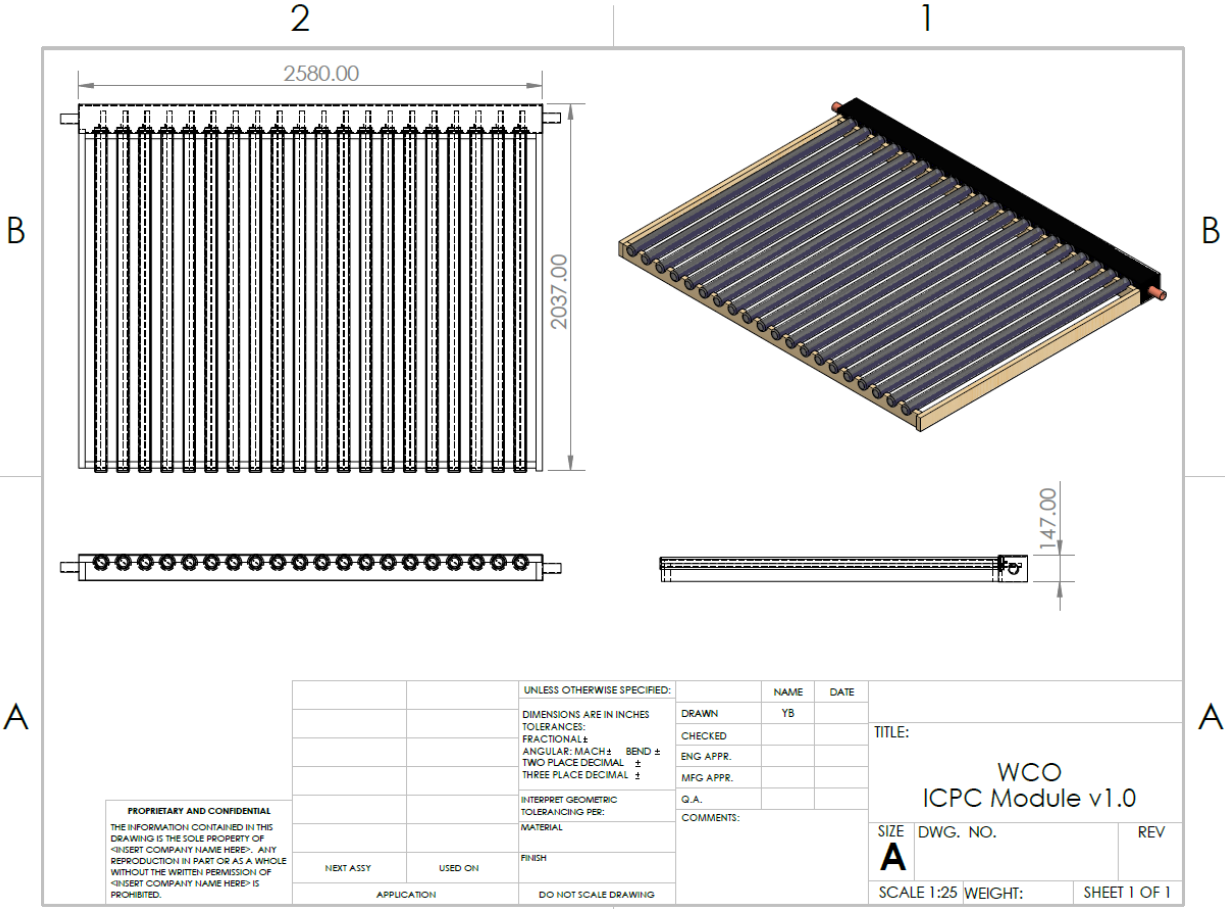 2
1
2580.00
2037.00
B
B
147.00
A
A
UNLESS OTHERWISE SPECIFIED:
DIMENSIONS ARE IN INCHES
TOLERANCES:
FRACTIONAL±
ANGULAR: MACH± BEND ±
TWO PLACE DECIMAL ±
THREE PLACE DECIMAL ±
INTERPRET GEOMETRIC
TOLERANCING PER:
MATERIAL
FINISH
DO NOT SCALE DRAWING
NAME DATE
DRAWN YB
CHECKED
ENG APPR.
MFG APPR.
Q.A.
COMMENTS:
TITLE:
WCO
ICPC Module v1.0
SIZE DWG. NO. REV
A
SCALE 1:25 WEIGHT: SHEET 1 OF 1
PROPRIETARY AND CONFIDENTIAL
THE INFORMATION CONTAINED IN THIS
DRAWING IS THE SOLE PROPERTY OF
<INSERT COMPANY NAME HERE>. ANY
REPRODUCTION IN PART OR AS A WHOLE
WITHOUT THE WRITTEN PERMISSION OF
<INSERT COMPANY NAME HERE> IS
PROHIBITED.
NEXT ASSY USED ON
APPLICATION